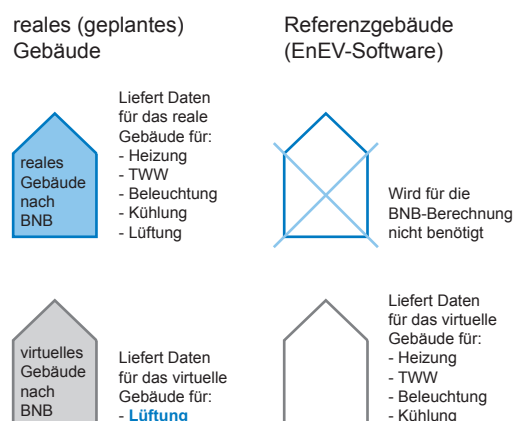 reales (geplantes)
Gebäude
Referenzgebäude
(EnEV-Software)
reales
Gebäude
nach
BNB
Liefert Daten
für das reale
Gebäude für:
- Heizung
- TWW
- Beleuchtung
- Kühlung
- Lüftung
Wird für die
BNB-Berechnung
nicht benötigt
virtuelles
Gebäude
nach
BNB
Liefert Daten
für das virtuelle
Gebäude für:
- Lüftung
Liefert Daten
für das virtuelle
Gebäude für:
- Heizung
- TWW
- Beleuchtung
- Kühlung